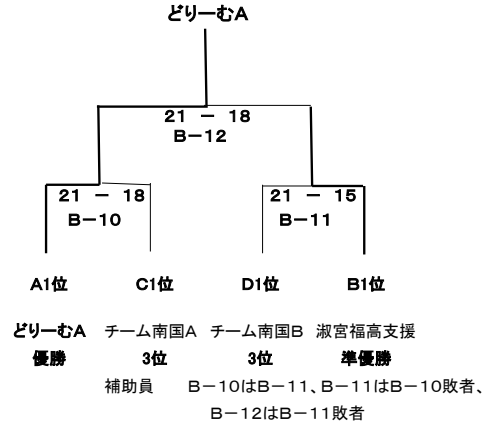 どりーむA
21 － 18
B－12
21 － 18 21 － 15
B－10 B－11
A1位 C1位 D1位 B1位
どりーむA チーム南国A チーム南国B 淑宮福高支援
優勝 3位 3位 準優勝
補助員 B－10はB－11、B－11はB－10敗者、
B－12はB－11敗者